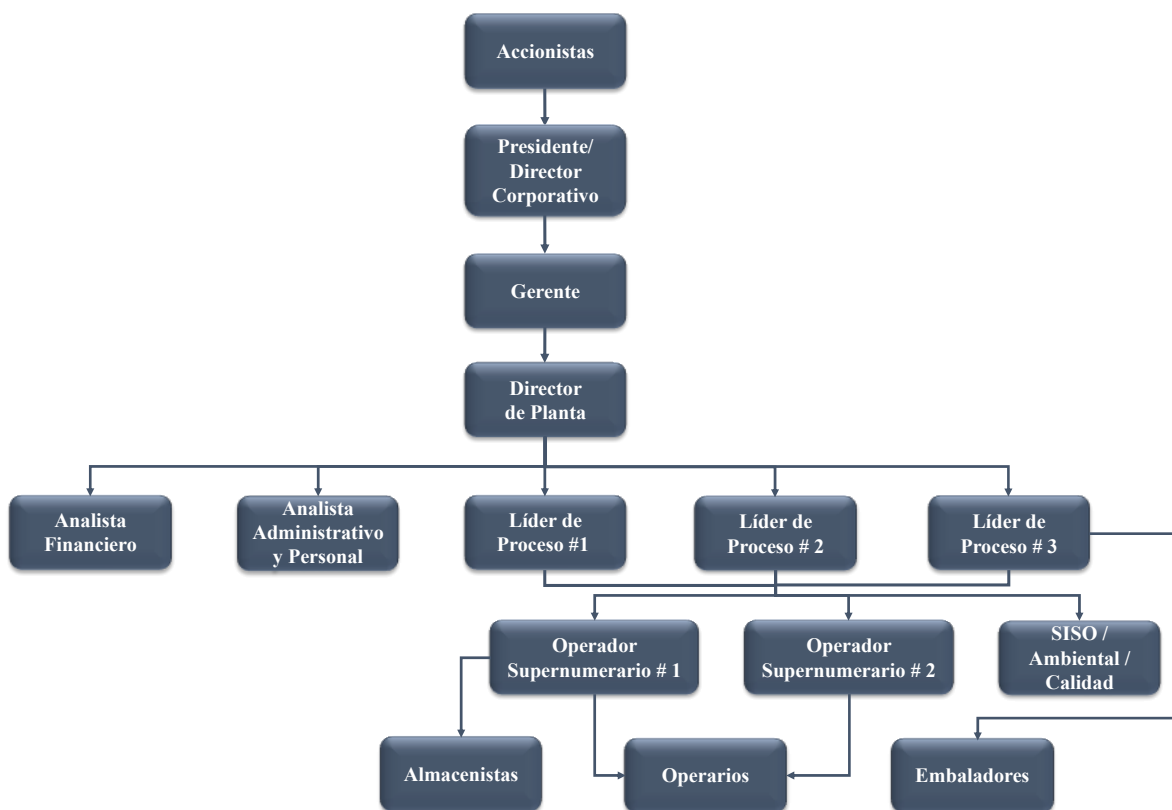 Accionistas
Presidente/
Director
Corporativo
Gerente
Director
de Planta
Analista
Financiero
Analista
Administrativo
y Personal
Líder de
Proceso #1
Líder de
Proceso # 2
Líder de
Proceso # 3
Operador
Supernumerario # 1
Operador
Supernumerario # 2
SISO /
Ambiental /
Calidad
Almacenistas
Operarios
Embaladores